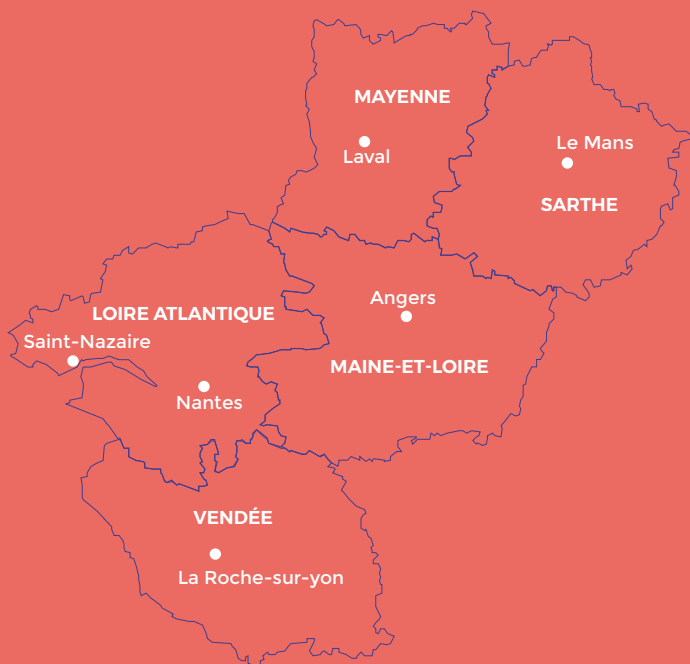 MAYENNE
Le Mans
Laval
SARTHE
Angers
LOIRE ATLANTIQUE
Saint-Nazaire
MAINE-ET-LOIRE
Nantes
VENDÉE
La Roche-sur-yon